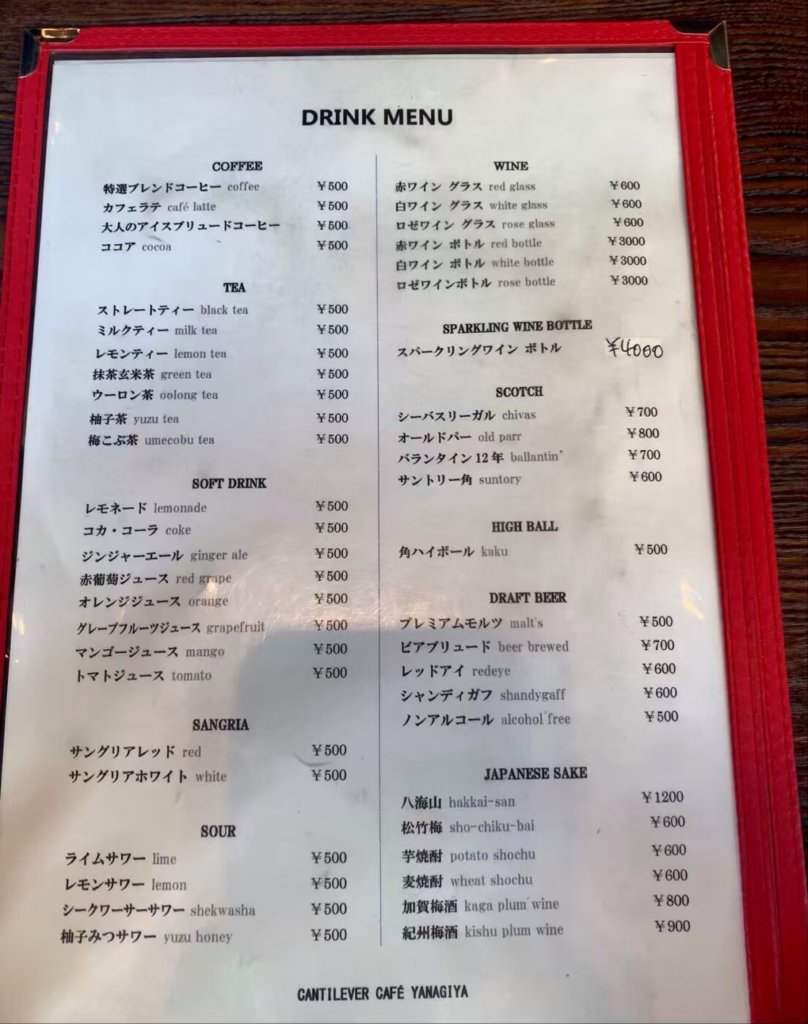 DRINK MENU
COFFEE
特選ブレンドコーヒー coffee ￥500
カフェラテ café latte ￥500
大人のアイスブリュードコーヒー ￥500
ココア cocoa ￥500
TEA
ストレートティー black tea ￥500
ミルクティー milk tea ￥500
レモンティー lemon tea ￥500
抹茶玄米茶 green tea ￥500
ウーロン茶 oolong tea ￥500
柚子茶 yuzu tea ￥500
梅こぶ茶 umecobu tea ￥500
SOFT DRINK
レモネード lemonade ￥500
コカ・コーラ coke ￥500
ジンジャーエール ginger ale ￥500
赤葡萄ジュース red grape ￥500
オレンジジュース orange ￥500
グレープフルーツジュース grapefruit ￥500
マンゴージュース mango ￥500
トマトジュース tomato ￥500
SANGRIA
サングリアレッド red ￥500
サングリアホワイト white ￥500
SOUR
ライムサワー lime ￥500
レモンサワー lemon ￥500
シークワーサーサワー shekwasha ￥500
柚子みつサワー yuzu honey ￥500
WINE
赤ワイン グラス red glass ￥600
白ワイン グラス white glass ￥600
ロゼワイン グラス rose glass ￥600
赤ワイン ボトル red bottle ￥3000
白ワイン ボトル white bottle ￥3000
ロゼワインボトル rose bottle ￥3000
SPARKLING WINE BOTTLE
スパークリングワイン ボトル ¥4000
SCOTCH
シーバスリーガル chivas ￥700
オールドパー old parr ￥800
バランタイン 12 年 ballantin’ ￥700
サントリー角 suntory ￥600
HIGH BALL
角ハイボール kaku ￥500
DRAFT BEER
プレミアムモルツ malt's ￥500
ビアブリュード beer brewed ￥700
レッドアイ redeye ￥600
シャンディガフ shandygaff ￥600
ノンアルコール alcohol free ￥500
JAPANESE SAKE
八海山 hakkai-san ￥1200
松竹梅 sho-chiku-bai ￥600
芋焼酎 potato shochu ￥600
麦焼酎 wheat shochu ￥600
加賀梅酒 kaga plum wine ￥800
紀州梅酒 kishu plum wine ￥900
CANTILEVER CAFÉ YANAGIYA